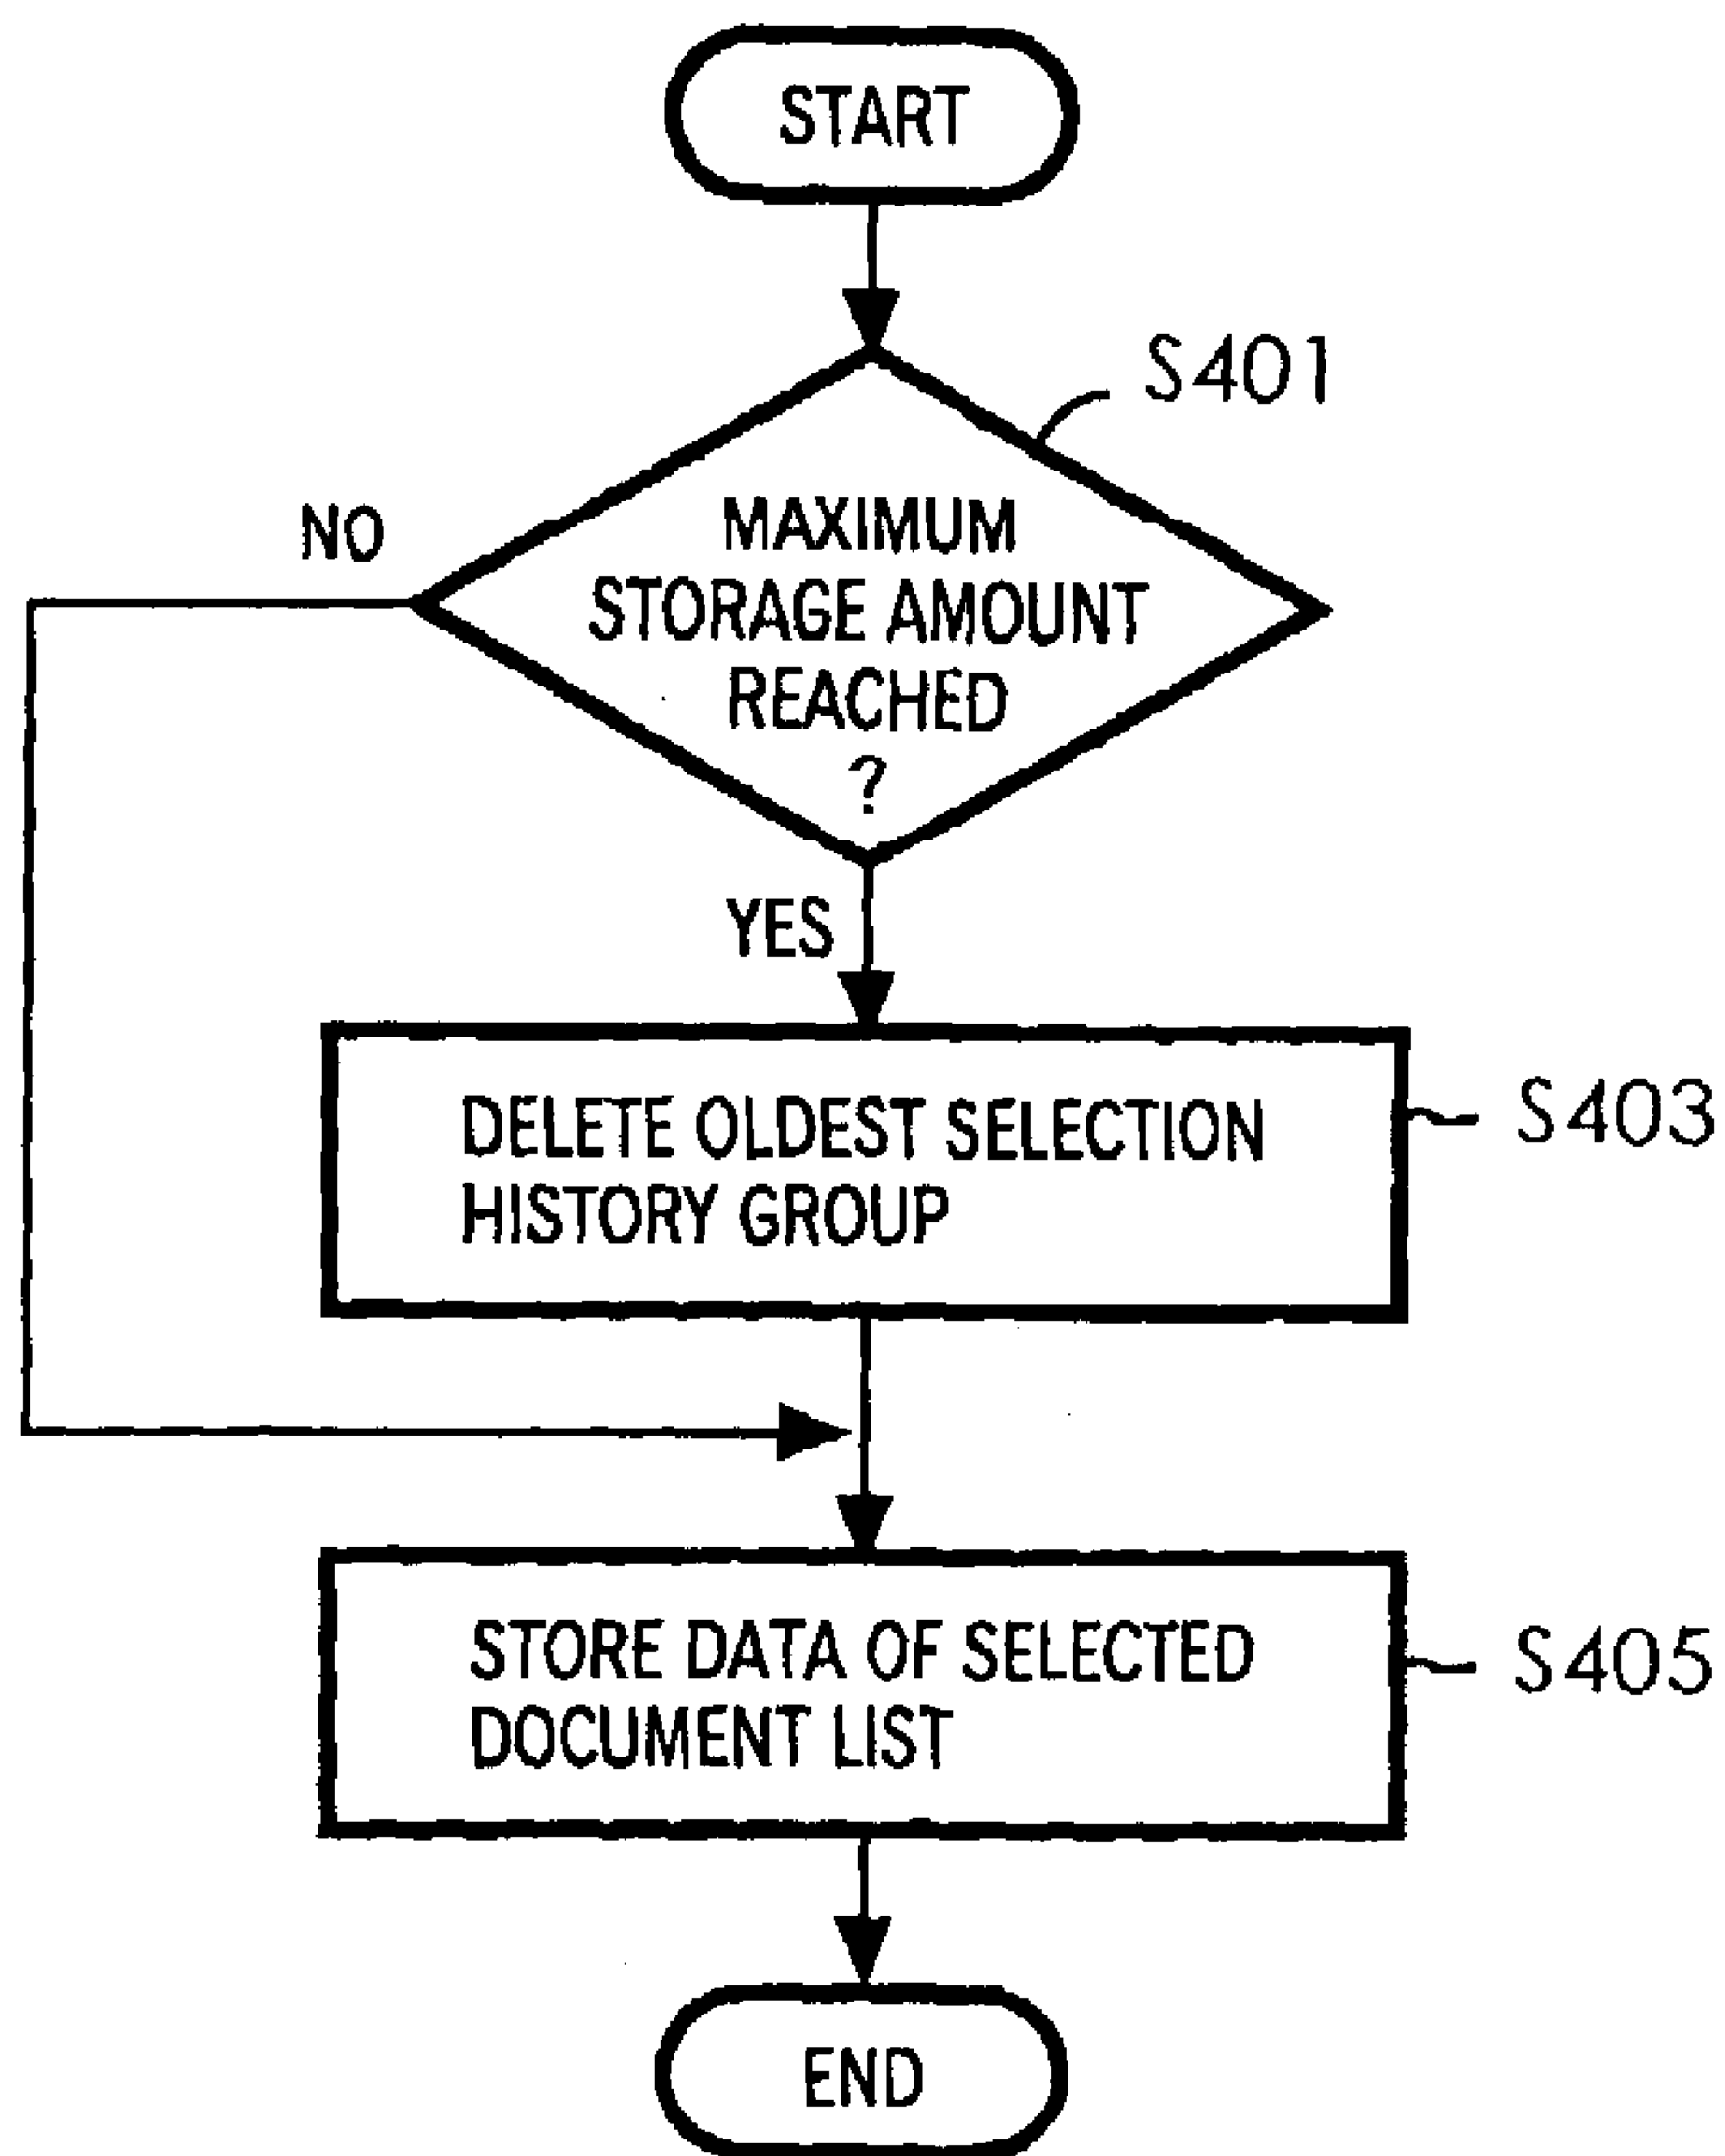 START
S401
NO
MAXIMUM
STORAGE AMOUNT
REACHED
?
YES
DELETE OLDEST SELECTION
HISTORY GROUP
S403
STORE DATA OF SELECTED
DOCUMENT LIST
S405
END